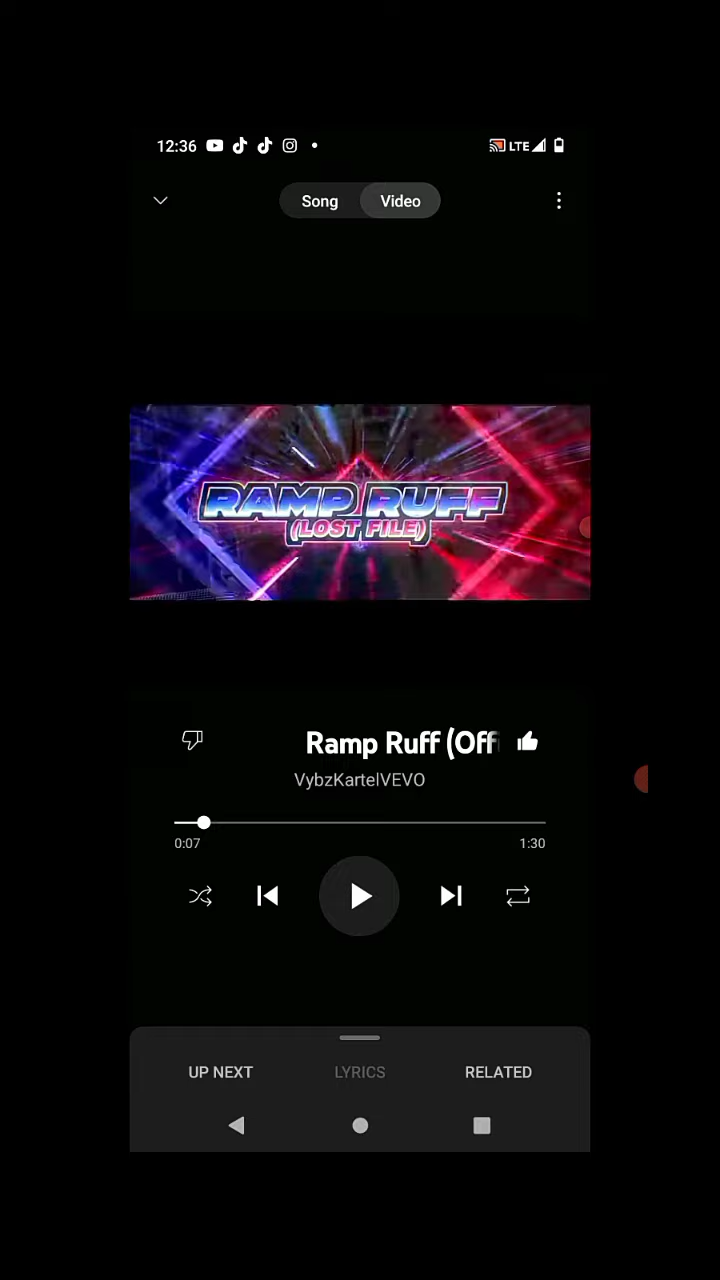 12:36
LTE
Song
Video
RAMP RUFF
(LOST FILE)
Ramp Ruff (Off
VybzKartelVEVO
0:07
1:30
UP NEXT
LYRICS
RELATED